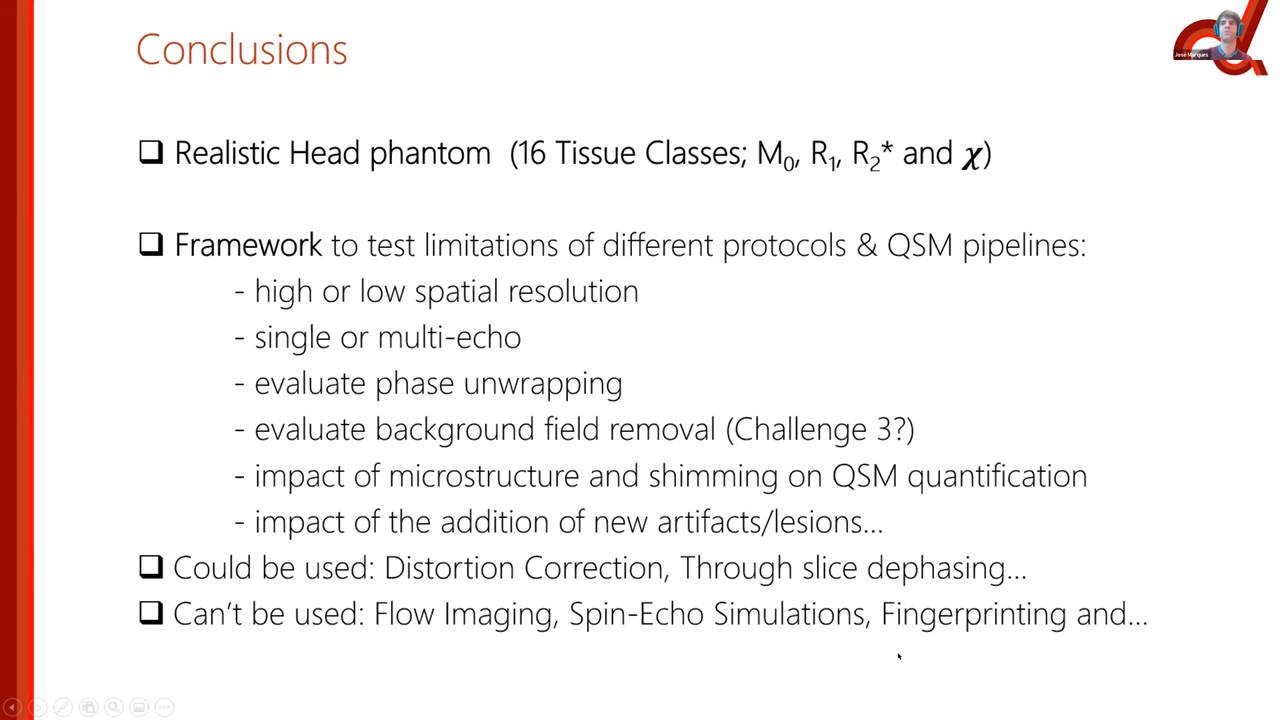 Conclusions
José Marques
❑ Realistic Head phantom (16 Tissue Classes; M₀, R₁, R₂* and χ)
❑ Framework to test limitations of different protocols & QSM pipelines:
- high or low spatial resolution
- single or multi-echo
- evaluate phase unwrapping
- evaluate background field removal (Challenge 3?)
- impact of microstructure and shimming on QSM quantification
- impact of the addition of new artifacts/lesions...
❑ Could be used: Distortion Correction, Through slice dephasing...
❑ Can't be used: Flow Imaging, Spin-Echo Simulations, Fingerprinting and...